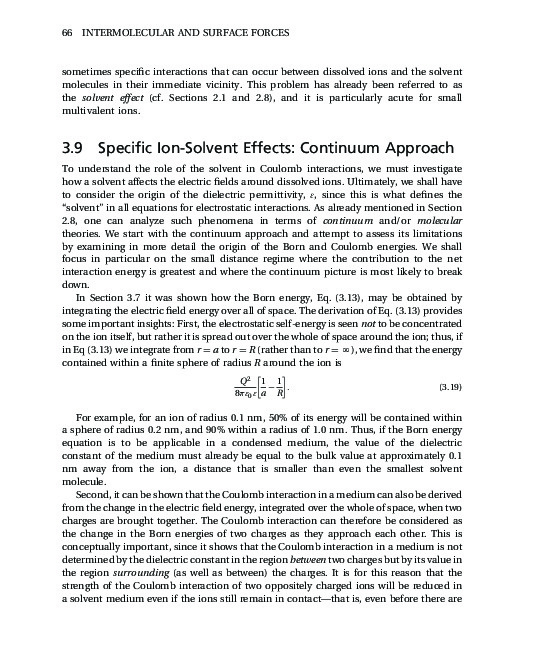 66 INTERMOLECULAR AND SURFACE FORCES
sometimes specific interactions that can occur between dissolved ions and the solvent
molecules in their immediate vicinity. This problem has already been referred to as
the solvent effect (cf. Sections 2.1 and 2.8), and it is particularly acute for small
multivalent ions.
3.9 Specific Ion-Solvent Effects: Continuum Approach
To understand the role of the solvent in Coulomb interactions, we must investigate
how a solvent affects the electric fields around dissolved ions. Ultimately, we shall have
to consider the origin of the dielectric permittivity, ε, since this is what defines the
“solvent” in all equations for electrostatic interactions. As already mentioned in Section
2.8, one can analyze such phenomena in terms of continuum and/or molecular
theories. We start with the continuum approach and attempt to assess its limitations
by examining in more detail the origin of the Born and Coulomb energies. We shall
focus in particular on the small distance regime where the contribution to the net
interaction energy is greatest and where the continuum picture is most likely to break
down.
In Section 3.7 it was shown how the Born energy, Eq. (3.13), may be obtained by
integrating the electric field energy over all of space. The derivation of Eq. (3.13) provides
some important insights: First, the electrostatic self-energy is seen not to be concentrated
on the ion itself, but rather it is spread out over the whole of space around the ion; thus, if
in Eq (3.13) we integrate from r = a to r = R (rather than to r = ∞), we find that the energy
contained within a finite sphere of radius R around the ion is
Q²/8πε₀ε [1/a − 1/R]. (3.19)
For example, for an ion of radius 0.1 nm, 50% of its energy will be contained within
a sphere of radius 0.2 nm, and 90% within a radius of 1.0 nm. Thus, if the Born energy
equation is to be applicable in a condensed medium, the value of the dielectric
constant of the medium must already be equal to the bulk value at approximately 0.1
nm away from the ion, a distance that is smaller than even the smallest solvent
molecule.
Second, it can be shown that the Coulomb interaction in a medium can also be derived
from the change in the electric field energy, integrated over the whole of space, when two
charges are brought together. The Coulomb interaction can therefore be considered as
the change in the Born energies of two charges as they approach each other. This is
conceptually important, since it shows that the Coulomb interaction in a medium is not
determined by the dielectric constant in the region between two charges but by its value in
the region surrounding (as well as between) the charges. It is for this reason that the
strength of the Coulomb interaction of two oppositely charged ions will be reduced in
a solvent medium even if the ions still remain in contact—that is, even before there are